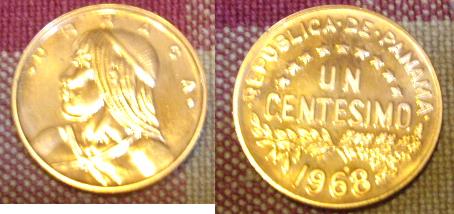 ·URRACA·
·REPUBLICA·DE·PANAMA·
UN
CENTESIMO
1968